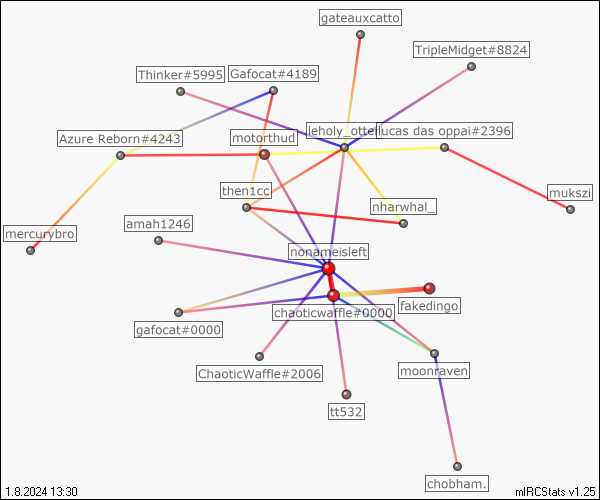 gateauxcatto
TripleMidget#8824
Thinker#5995
Gafocat#4189
Azure Reborn#4243
motorthud
leholy_ottel
lucas das oppai#2396
then1cc
nharwhal_
mukszi
amah1246
mercurybro
nonameisleft
chaoticwaffle#0000
fakedingo
gafocat#0000
ChaoticWaffle#2006
moonraven
tt532
chobham.
1.8.2024 13:30
mIRCStats v1.25